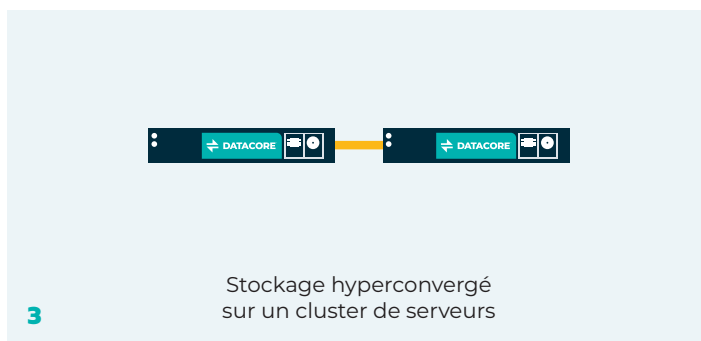 DATACORE
DATACORE
Stockage hyperconvergé
sur un cluster de serveurs
3